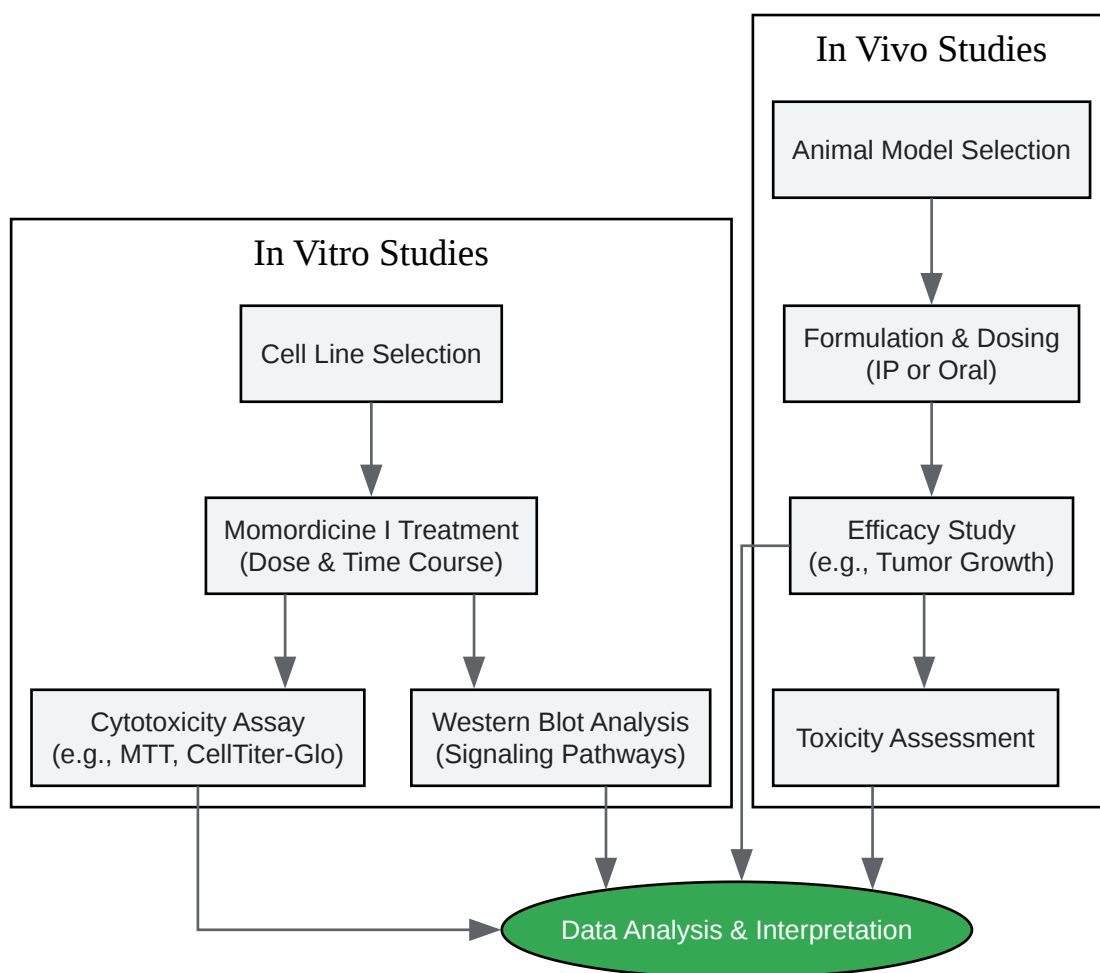 In Vitro Studies
Cell Line Selection
Momordicine I Treatment
(Dose & Time Course)
Cytotoxicity Assay
(e.g., MTT, CellTiter-Glo)
Western Blot Analysis
(Signaling Pathways)
In Vivo Studies
Animal Model Selection
Formulation & Dosing
(IP or Oral)
Efficacy Study
(e.g., Tumor Growth)
Toxicity Assessment
Data Analysis & Interpretation